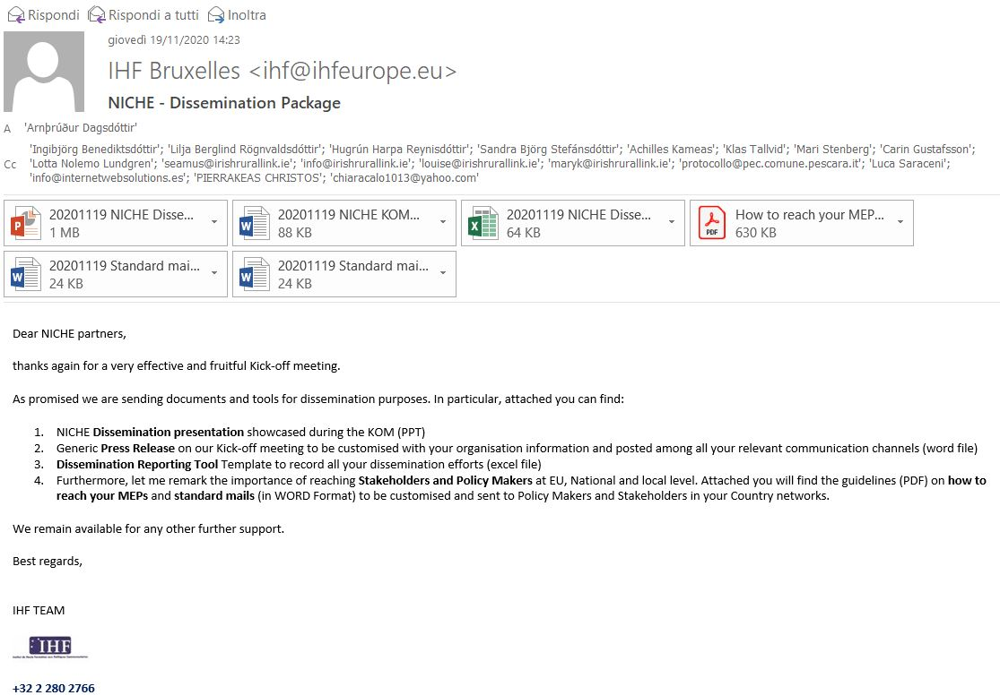 Rispondi Rispondi a tutti Inoltra
giovedì 19/11/2020 14:23
IHF Bruxelles <ihf@ihfeurope.eu>
NICHE - Dissemination Package
A 'Arnþrúður Dagsdóttir'
'Ingibjörg Benediktsdóttir'; 'Lilja Berglind Rögnvaldsdóttir'; 'Hugrún Harpa Reynisdóttir'; 'Sandra Björg Stefánsdóttir'; 'Achilles Kameas'; 'Klas Tallvid'; 'Mari Stenberg'; 'Carin Gustafsson';
Cc 'Lotta Nolemo Lundgren'; 'seamus@irishrurallink.ie'; 'info@irishrurallink.ie'; 'louise@irishrurallink.ie'; 'maryk@irishrurallink.ie'; 'protocollo@pec.comune.pescara.it'; 'Luca Saraceni';
'info@internetwebsolutions.es'; 'PIERRAKEAS CHRISTOS'; 'chiaracalo1013@yahoo.com'
20201119 NICHE Disse... 20201119 NICHE KOM... 20201119 NICHE Disse... How to reach your MEP...
1 MB 88 KB 64 KB 630 KB
20201119 Standard mai... 20201119 Standard mai...
24 KB 24 KB
Dear NICHE partners,
thanks again for a very effective and fruitful Kick-off meeting.
As promised we are sending documents and tools for dissemination purposes. In particular, attached you can find:
1. NICHE Dissemination presentation showcased during the KOM (PPT)
2. Generic Press Release on our Kick-off meeting to be customised with your organisation information and posted among all your relevant communication channels (word file)
3. Dissemination Reporting Tool Template to record all your dissemination efforts (excel file)
4. Furthermore, let me remark the importance of reaching Stakeholders and Policy Makers at EU, National and local level. Attached you will find the guidelines (PDF) on how to
reach your MEPs and standard mails (in WORD Format) to be customised and sent to Policy Makers and Stakeholders in your Country networks.
We remain available for any other further support.
Best regards,
IHF TEAM
IHF
+32 2 280 2766